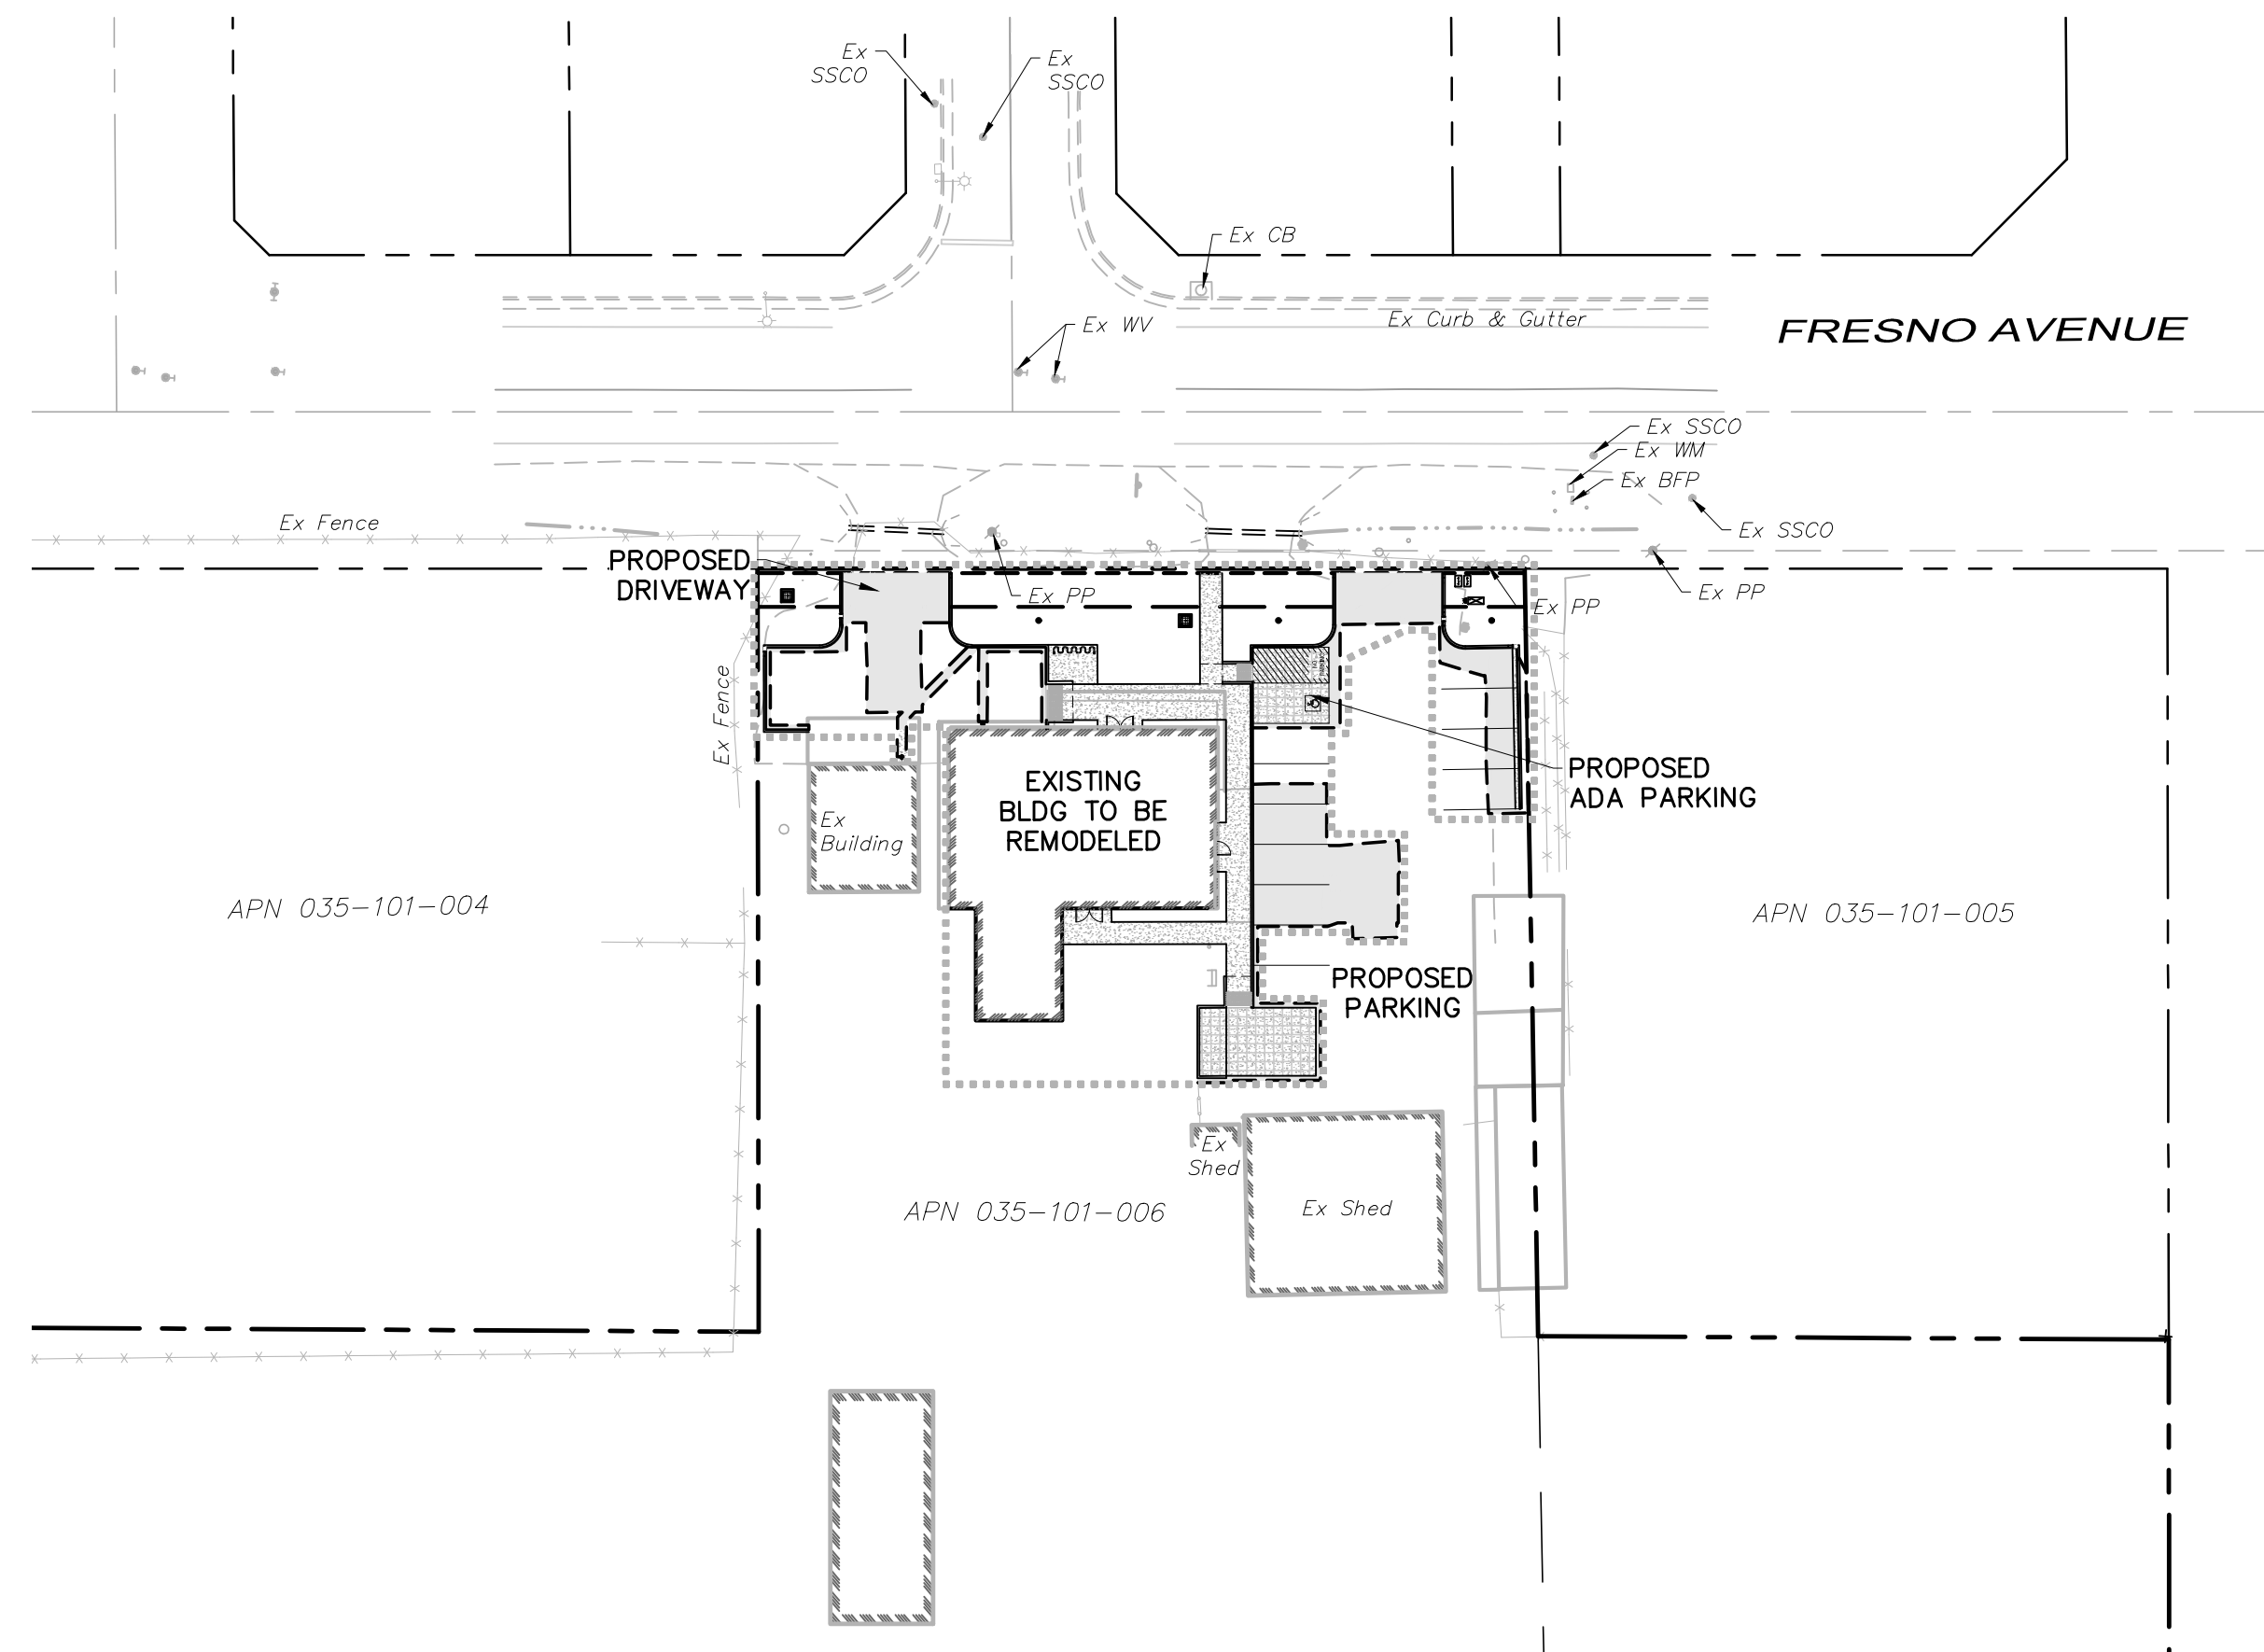 Ex
SSCO
Ex
SSCO
Ex CB
Ex Curb & Gutter
FRESNO AVENUE
Ex WV
Ex SSCO
Ex WM
Ex BFP
Ex SSCO
Ex Fence
PROPOSED
DRIVEWAY
Ex PP
Ex PP
Ex PP
Ex Fence
PROPOSED
ADA PARKING
EXISTING
BLDG TO BE
REMODELED
Ex
Building
APN 035-101-004
APN 035-101-005
PROPOSED
PARKING
Ex
Shed
Ex Shed
APN 035-101-006